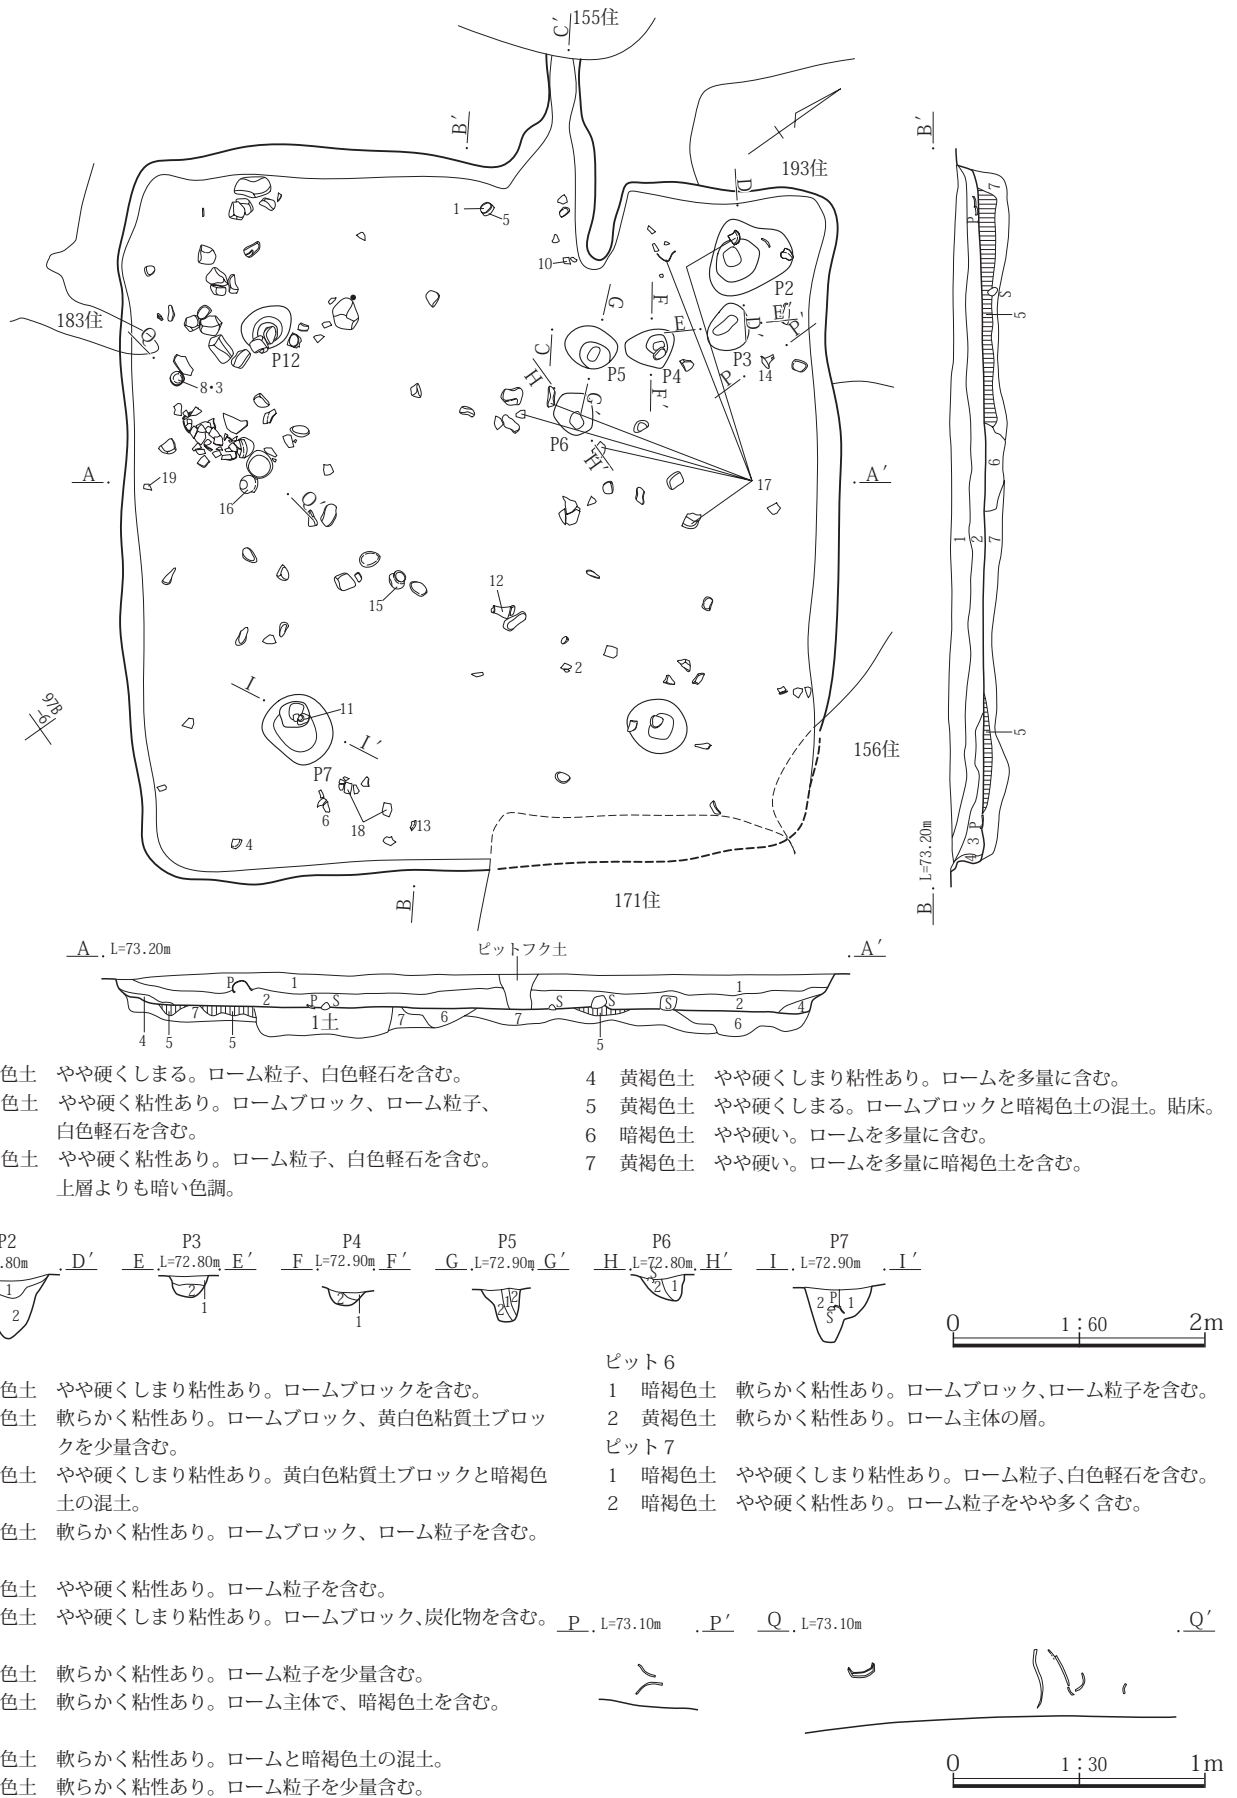 C′
155住
B′
B′
193住
D
1
5
10
7
P
P2
S
5
183住
G
F
E
D′
E′
P′
P12
C
P5
P4
P3
P
14
H
8・3
G′
F′
P6
H′
6
A
19
A′
17
16
Q′
1
2
7
12
15
2
I
11
97B
-6
156住
5
I′
P7
6
18
13
4
P
3
4
B
171住
B
L=73.20m
A
L=73.20m
ピットフク土
A′
P
1
1
2
P
S
S
S
S
2
4
7
1土
7
6
7
6
4
5
5
5
色土　やや硬くしまる。ローム粒子、白色軽石を含む。
色土　やや硬く粘性あり。ロームブロック、ローム粒子、
白色軽石を含む。
色土　やや硬く粘性あり。ローム粒子、白色軽石を含む。
上層よりも暗い色調。
4　黄褐色土　やや硬くしまり粘性あり。ロームを多量に含む。
5　黄褐色土　やや硬くしまる。ロームブロックと暗褐色土の混土。貼床。
6　暗褐色土　やや硬い。ロームを多量に含む。
7　黄褐色土　やや硬い。ロームを多量に暗褐色土を含む。
P2
.80m
D′
P3
E
L=72.80m
E′
P4
F
L=72.90m
F′
P5
G
L=72.90m
G′
P6
H
L=72.80m
H′
P7
I
L=72.90m
I′
1
2
2
1
2
1
2
1
2
S
2
1
2
P
1
S
0
1：60
2m
色土　やや硬くしまり粘性あり。ロームブロックを含む。
色土　軟らかく粘性あり。ロームブロック、黄白色粘質土ブロッ
クを少量含む。
色土　やや硬くしまり粘性あり。黄白色粘質土ブロックと暗褐色
土の混土。
色土　軟らかく粘性あり。ロームブロック、ローム粒子を含む。
色土　やや硬く粘性あり。ローム粒子を含む。
色土　やや硬くしまり粘性あり。ロームブロック、炭化物を含む。
色土　軟らかく粘性あり。ローム粒子を少量含む。
色土　軟らかく粘性あり。ローム主体で、暗褐色土を含む。
色土　軟らかく粘性あり。ロームと暗褐色土の混土。
色土　軟らかく粘性あり。ローム粒子を少量含む。
ピット６
1　暗褐色土　軟らかく粘性あり。ロームブロック、ローム粒子を含む。
2　黄褐色土　軟らかく粘性あり。ローム主体の層。
ピット７
1　暗褐色土　やや硬くしまり粘性あり。ローム粒子、白色軽石を含む。
2　暗褐色土　やや硬く粘性あり。ローム粒子をやや多く含む。
P
L=73.10m
P′
Q
L=73.10m
Q′
0
1：30
1m